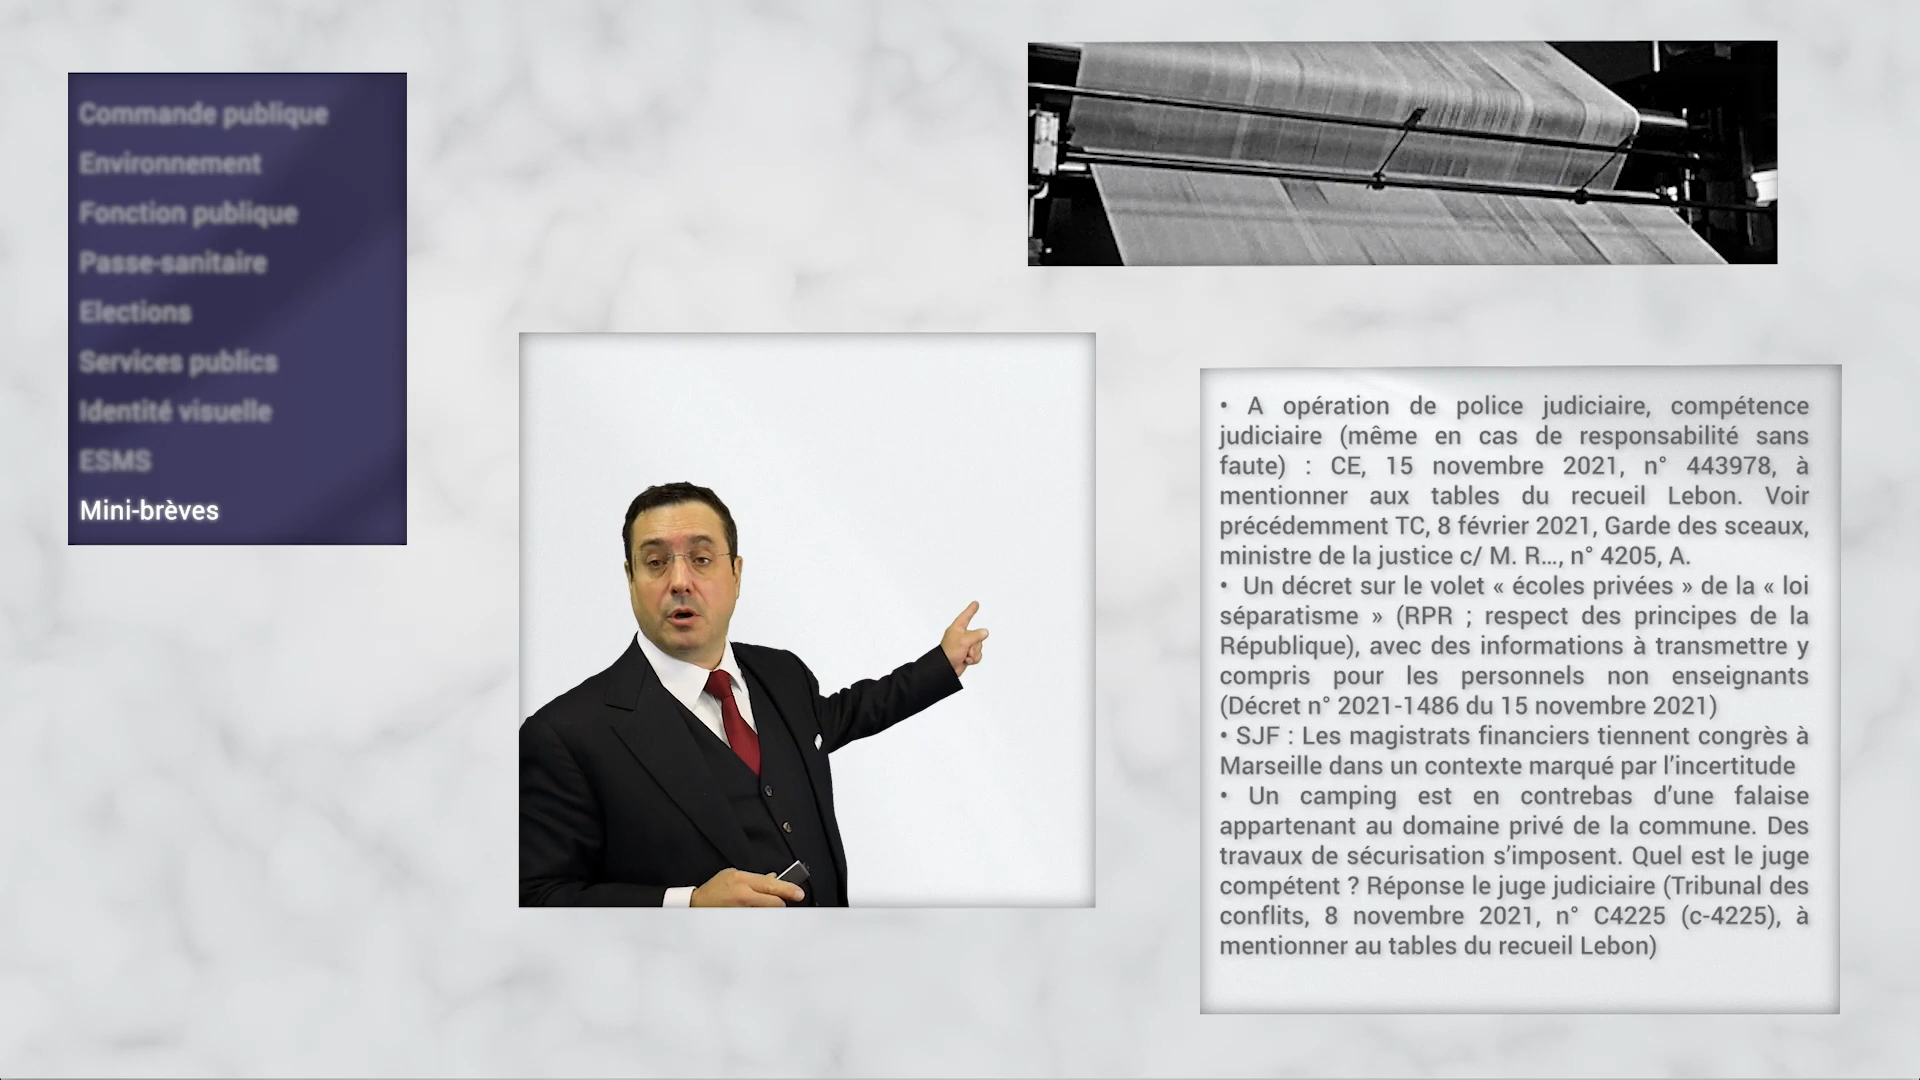 Commande publique
Environnement
Fonction publique
Passe-sanitaire
Elections
Services publics
Identité visuelle
ESMS
Mini-brèves
• A opération de police judiciaire, compétence
judiciaire (même en cas de responsabilité sans
faute) : CE, 15 novembre 2021, n° 443978, à
mentionner aux tables du recueil Lebon. Voir
précédemment TC, 8 février 2021, Garde des sceaux,
ministre de la justice c/ M. R..., n° 4205, A.
• Un décret sur le volet « écoles privées » de la « loi
séparatisme » (RPR ; respect des principes de la
République), avec des informations à transmettre y
compris pour les personnels non enseignants
(Décret n° 2021-1486 du 15 novembre 2021)
• SJF : Les magistrats financiers tiennent congrès à
Marseille dans un contexte marqué par l’incertitude
• Un camping est en contrebas d’une falaise
appartenant au domaine privé de la commune. Des
travaux de sécurisation s’imposent. Quel est le juge
compétent ? Réponse le juge judiciaire (Tribunal des
conflits, 8 novembre 2021, n° C4225 (c-4225), à
mentionner au tables du recueil Lebon)